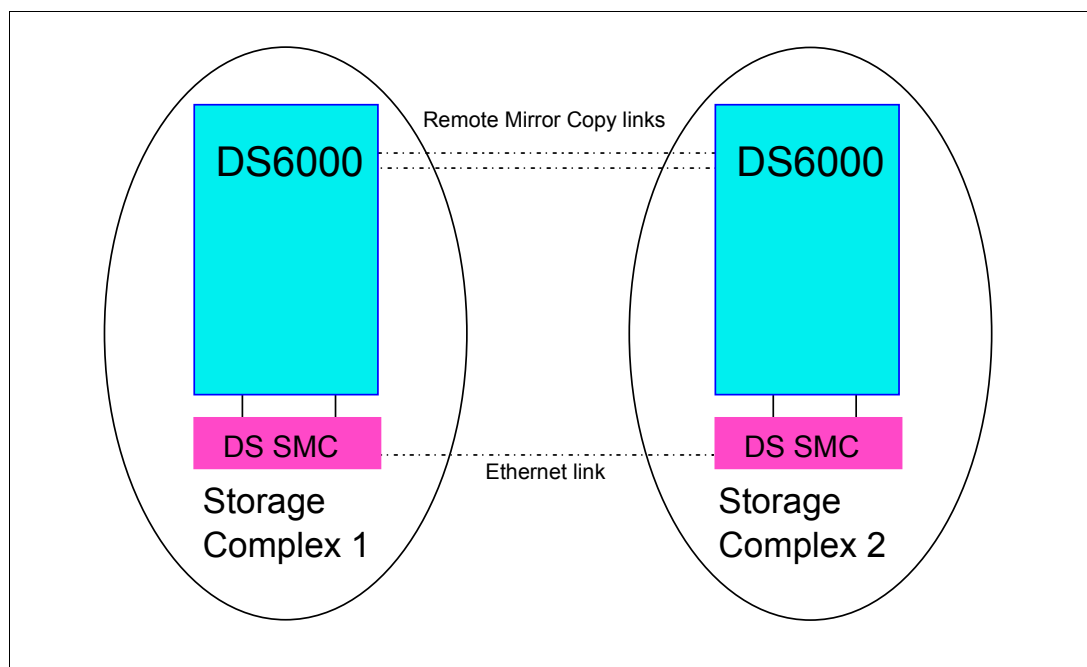 Remote Mirror Copy links
DS6000
DS6000
DS SMC
DS SMC
Ethernet link
Storage
Complex 1
Storage
Complex 2